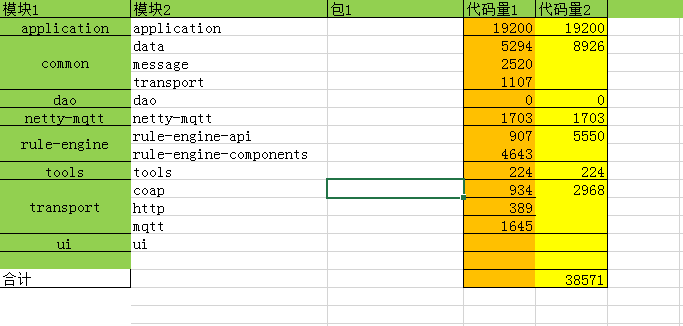 模块1 模块2 包1 代码量1 代码量2
application application 19200 19200
common data 5294 8926
message 2520
transport 1107
dao dao 0 0
netty-mqtt netty-mqtt 1703 1703
rule-engine rule-engine-api 907 5550
rule-engine-components 4643
tools tools 224 224
transport coap 934 2968
http 389
mqtt 1645
ui ui
合计 38571